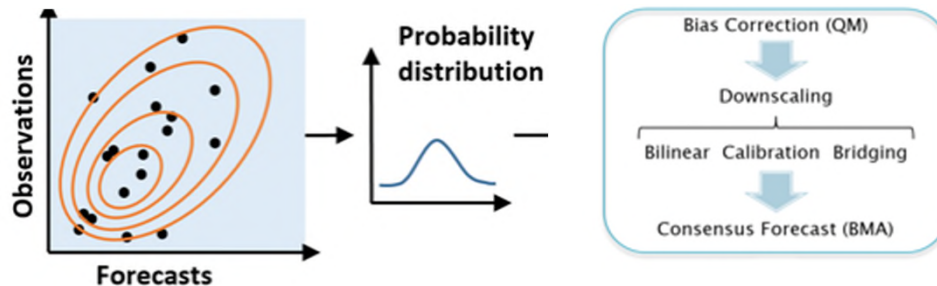 Observations
Forecasts
Probability
distribution
Bias Correction (QM)
Downscaling
Bilinear Calibration Bridging
Consensus Forecast (BMA)